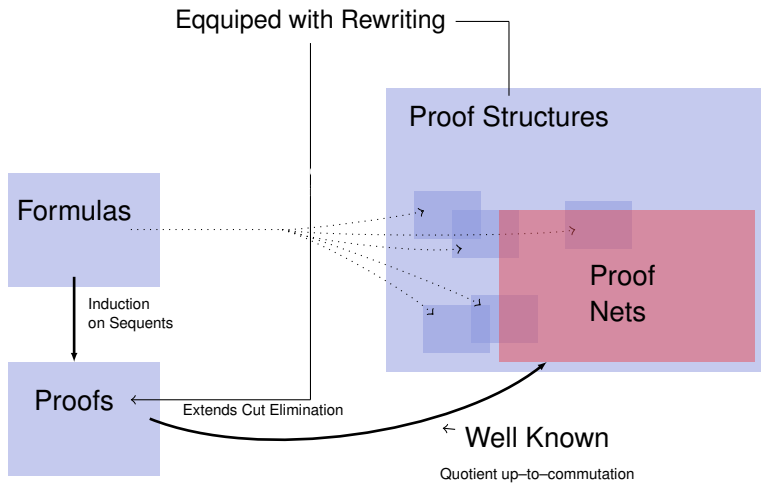 Eqquiped with Rewriting
Proof Structures
Formulas
Proof
Nets
Induction
on Sequents
Proofs
Extends Cut Elimination
Well Known
Quotient up–to–commutation